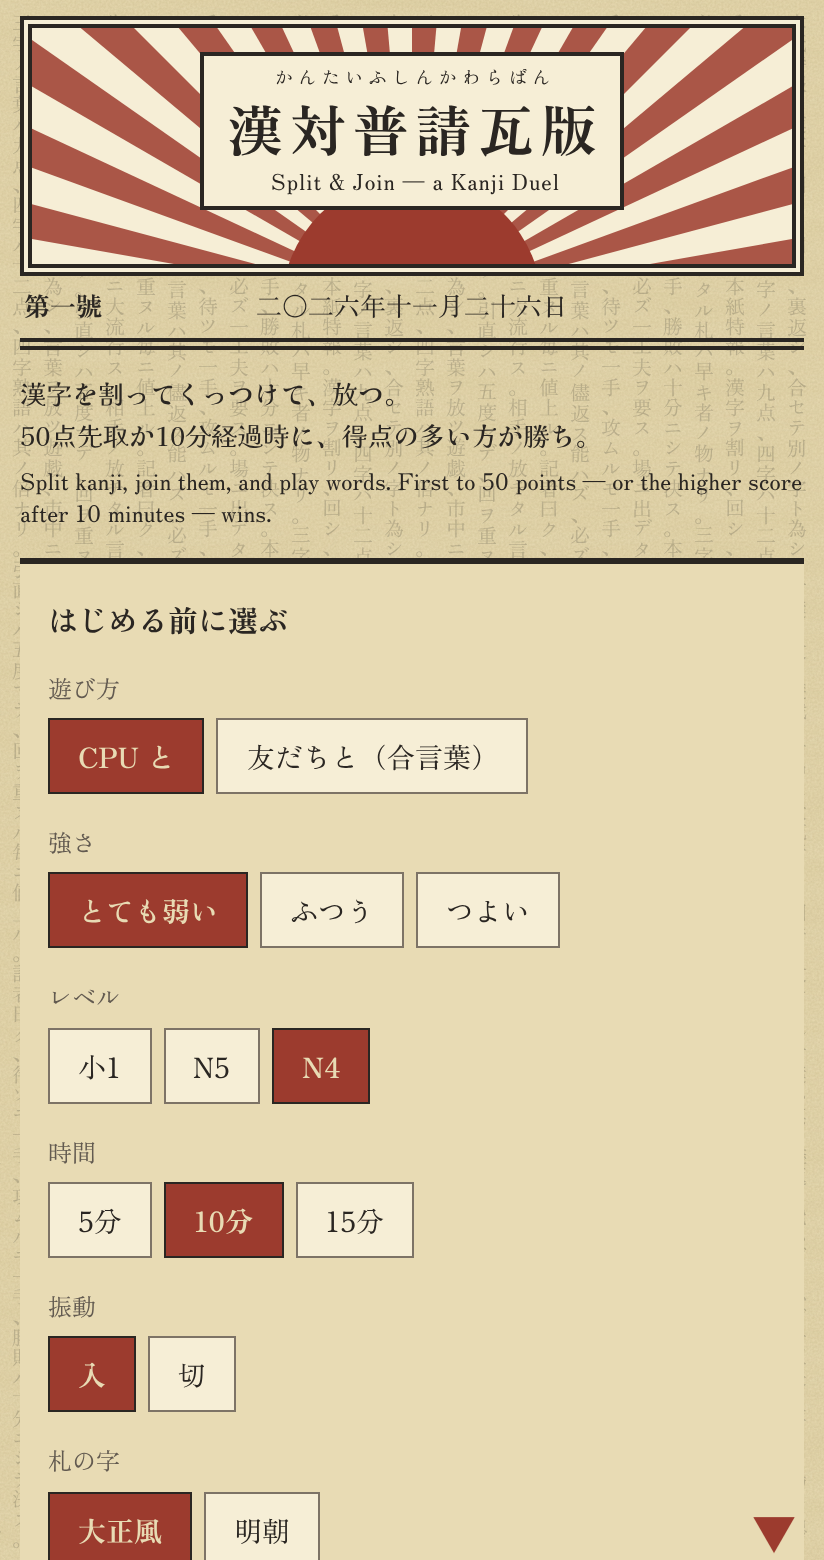 かんたいふしんかわらばん
漢対普請瓦版
Split & Join — a Kanji Duel
第一號
二〇二六年十一月二十六日
漢字を割ってくっつけて、放つ。
50点先取か10分経過時に、得点の多い方が勝ち。
Split kanji, join them, and play words. First to 50 points — or the higher score
after 10 minutes — wins.
はじめる前に選ぶ
遊び方
CPU と
友だちと（合言葉）
強さ
とても弱い
ふつう
つよい
レベル
小1
N5
N4
時間
5分
10分
15分
振動
入
切
札の字
大正風
明朝